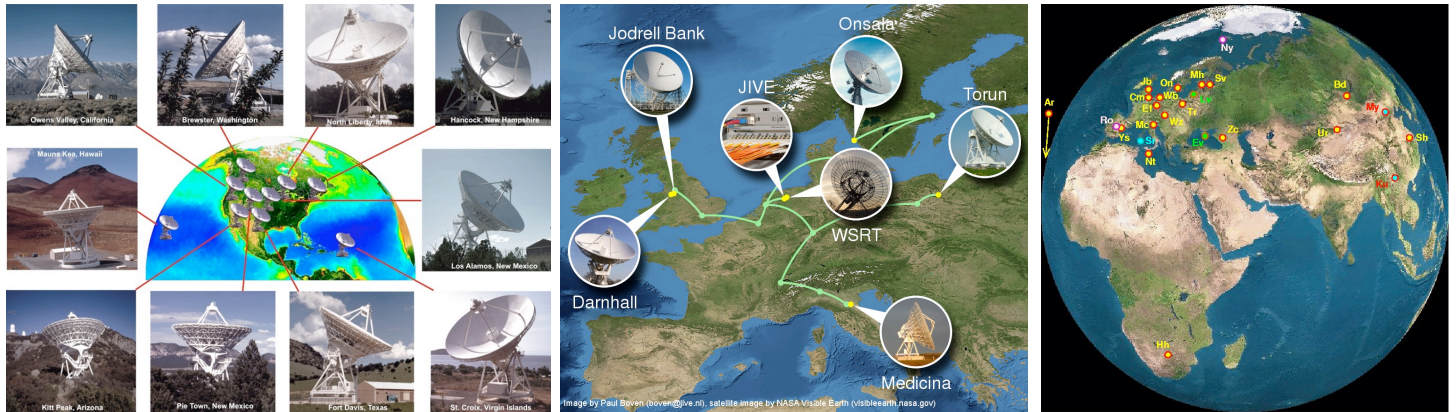 Owens Valley, California
Brewster, Washington
North Liberty, Iowa
Hancock, New Hampshire
Mauna Kea, Hawaii
Los Alamos, New Mexico
Kitt Peak, Arizona
Pie Town, New Mexico
Fort Davis, Texas
St. Croix, Virgin Islands
Jodrell Bank
Onsala
JIVE
Torun
WSRT
Darnhall
Medicina
Image by Paul Boven (boven@jive.nl). satellite image by NASA Visible Earth (visibleearth.nasa.gov)
Ny
Jb
On
Mh
Sv
Bd
Ar
Cm
Wb
Ef
Tr
My
Ro
Mc
Wz
Ur
Ys
Sr
Ev
Zc
Sh
Nt
Ku
Hh